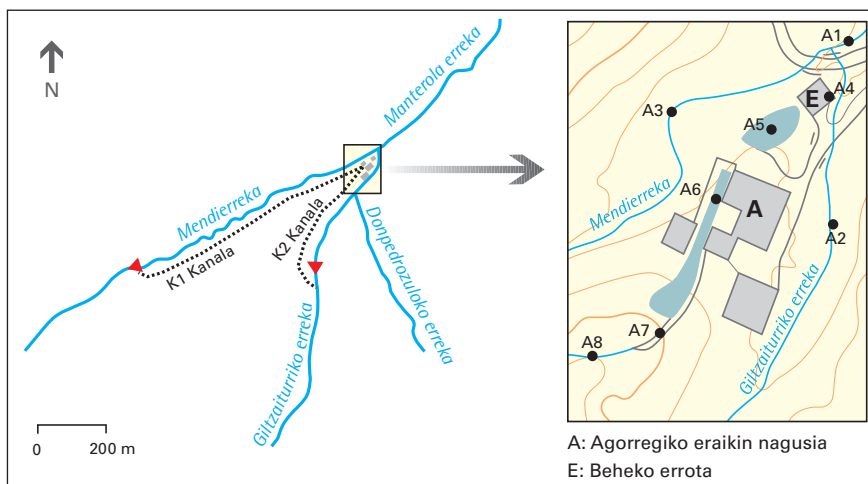 N
Manterola erreka
Mendierreka
K1 Kanala
K2 Kanala
Donpedrozuloko erreka
Giltzaiturriko erreka
0 200 m
A1
E
A4
A3
A5
A6
A
A2
Mendierreka
Giltzaiturriko erreka
A7
A8
A: Agorregiko eraikin nagusia
E: Beheko errota